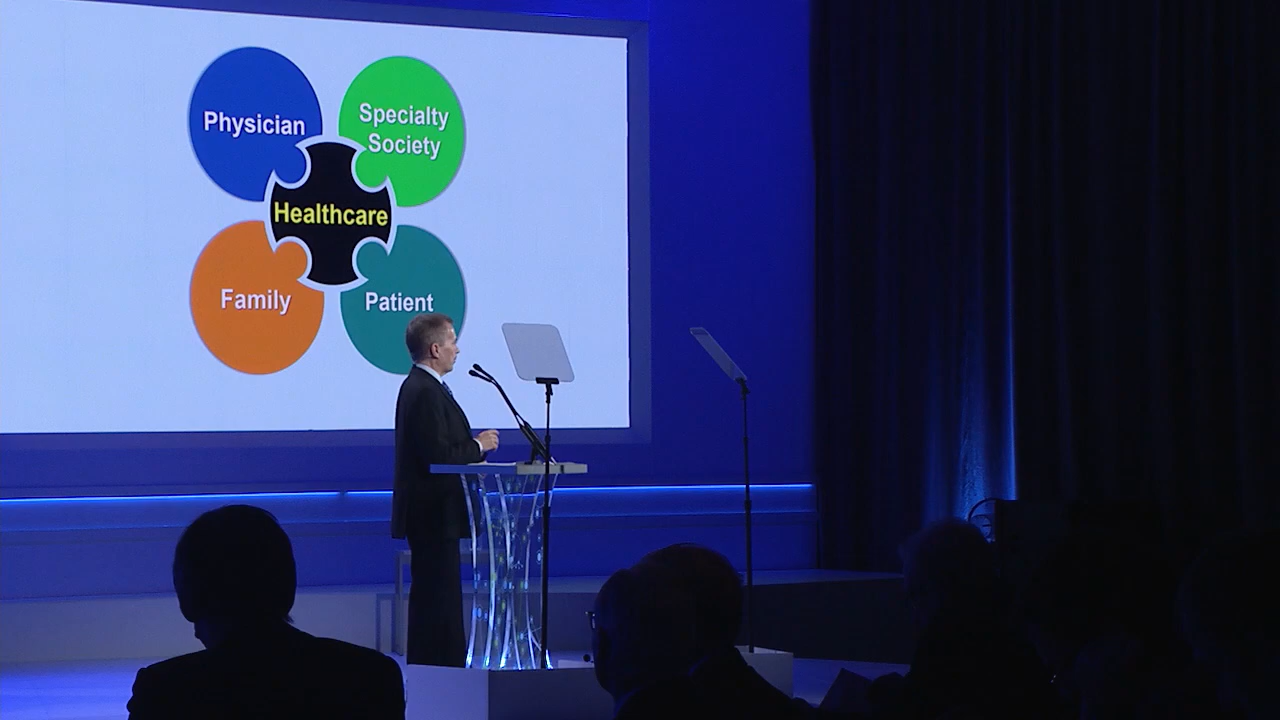 Physician
Specialty
Society
Healthcare
Family
Patient